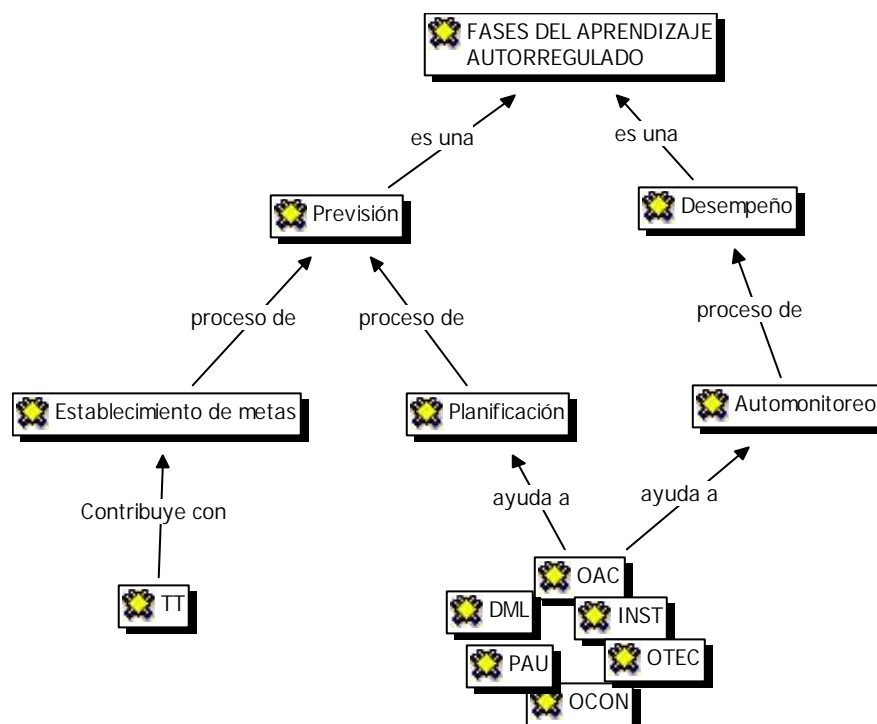 FASES DEL APRENDIZAJE
AUTORREGULADO
es una
es una
Previsión
Desempeño
proceso de
proceso de
proceso de
Establecimiento de metas
Planificación
Automonitoreo
Contribuye con
ayuda a
ayuda a
TT
OAC
DML
INST
PAU
OTEC
OCON